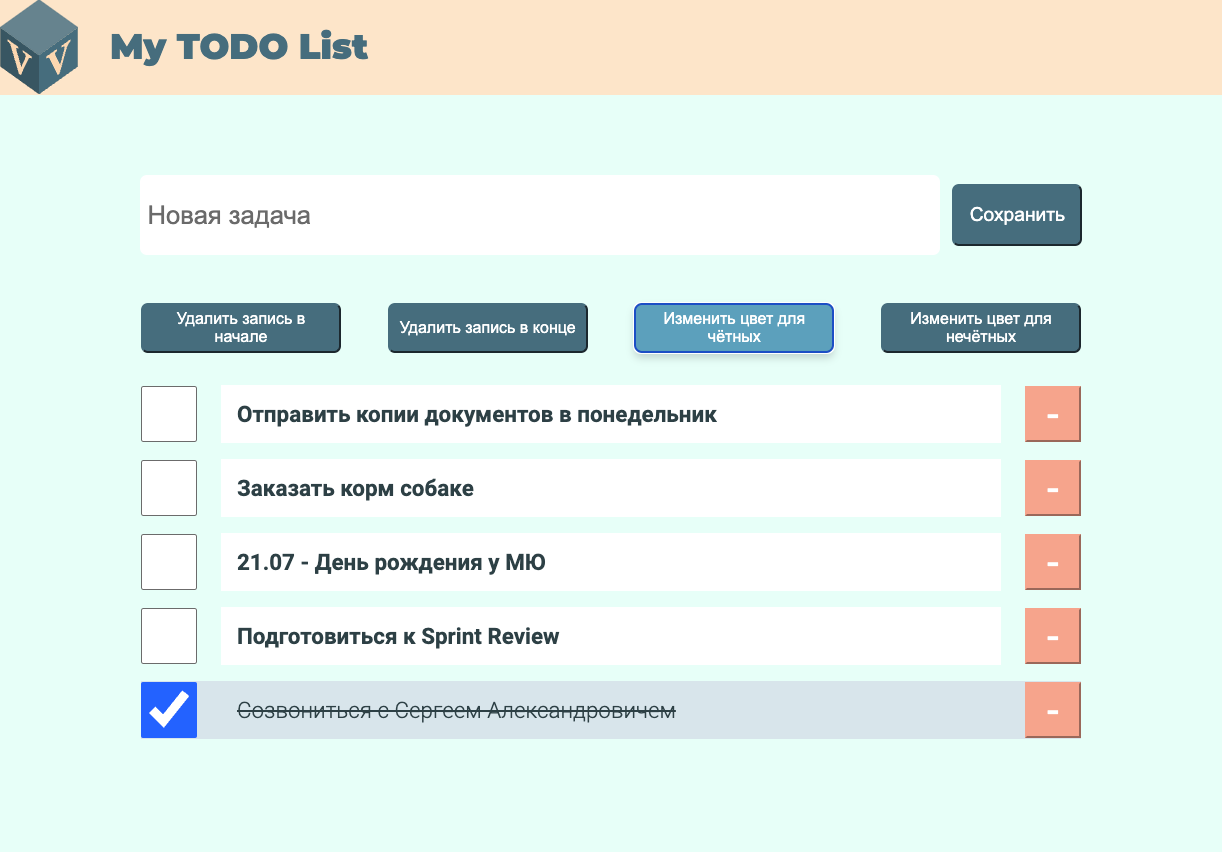 My TODO List
Новая задача
Сохранить
Удалить запись в
начале
Удалить запись в конце
Изменить цвет для
чётных
Изменить цвет для
нечётных
Отправить копии документов в понедельник
-
Заказать корм собаке
-
21.07 - День рождения у МЮ
-
Подготовиться к Sprint Review
-
Созвониться с Сергеем Александровичем
-